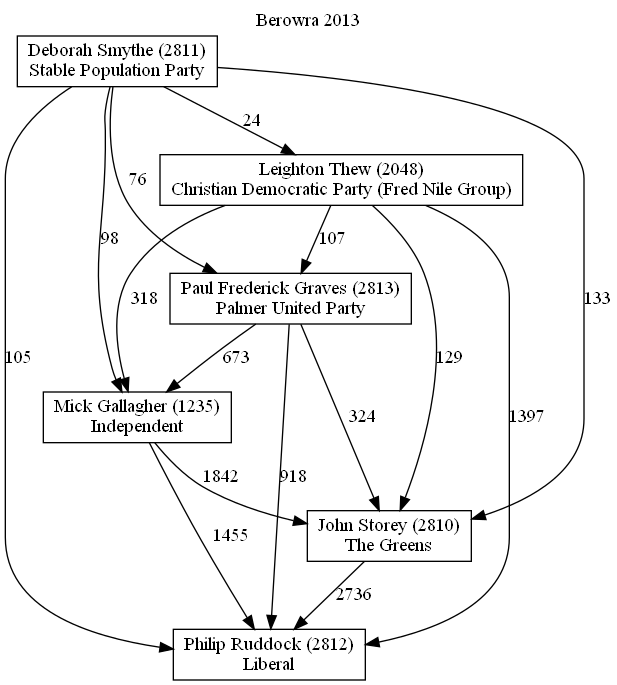 Berowra 2013
Deborah Smythe (2811)
Stable Population Party
24
Leighton Thew (2048)
Christian Democratic Party (Fred Nile Group)
76
98
107
318
133
Paul Frederick Graves (2813)
Palmer United Party
105
673
129
Mick Gallagher (1235)
Independent
324
1397
1842
918
1455
John Storey (2810)
The Greens
2736
Philip Ruddock (2812)
Liberal